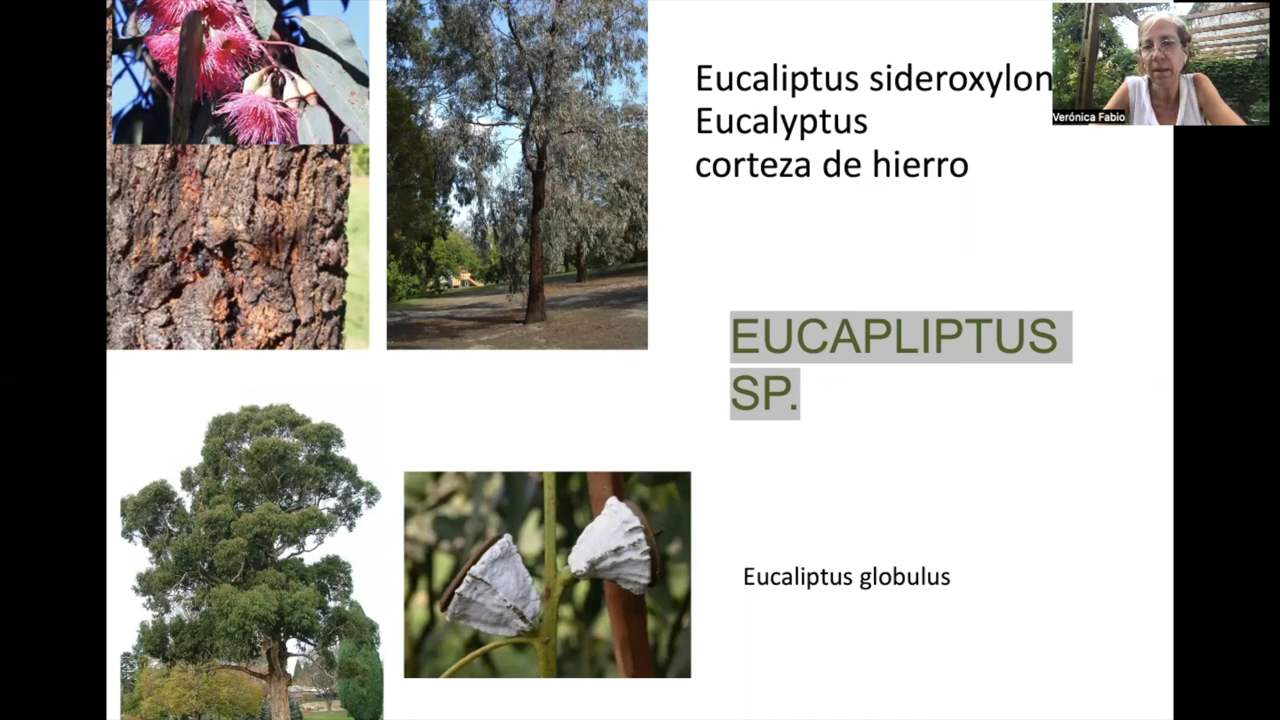 Eucaliptus sideroxylon
Eucalyptus
corteza de hierro
Verónica Fabio
EUCAPLIPTUS
SP.
Eucaliptus globulus